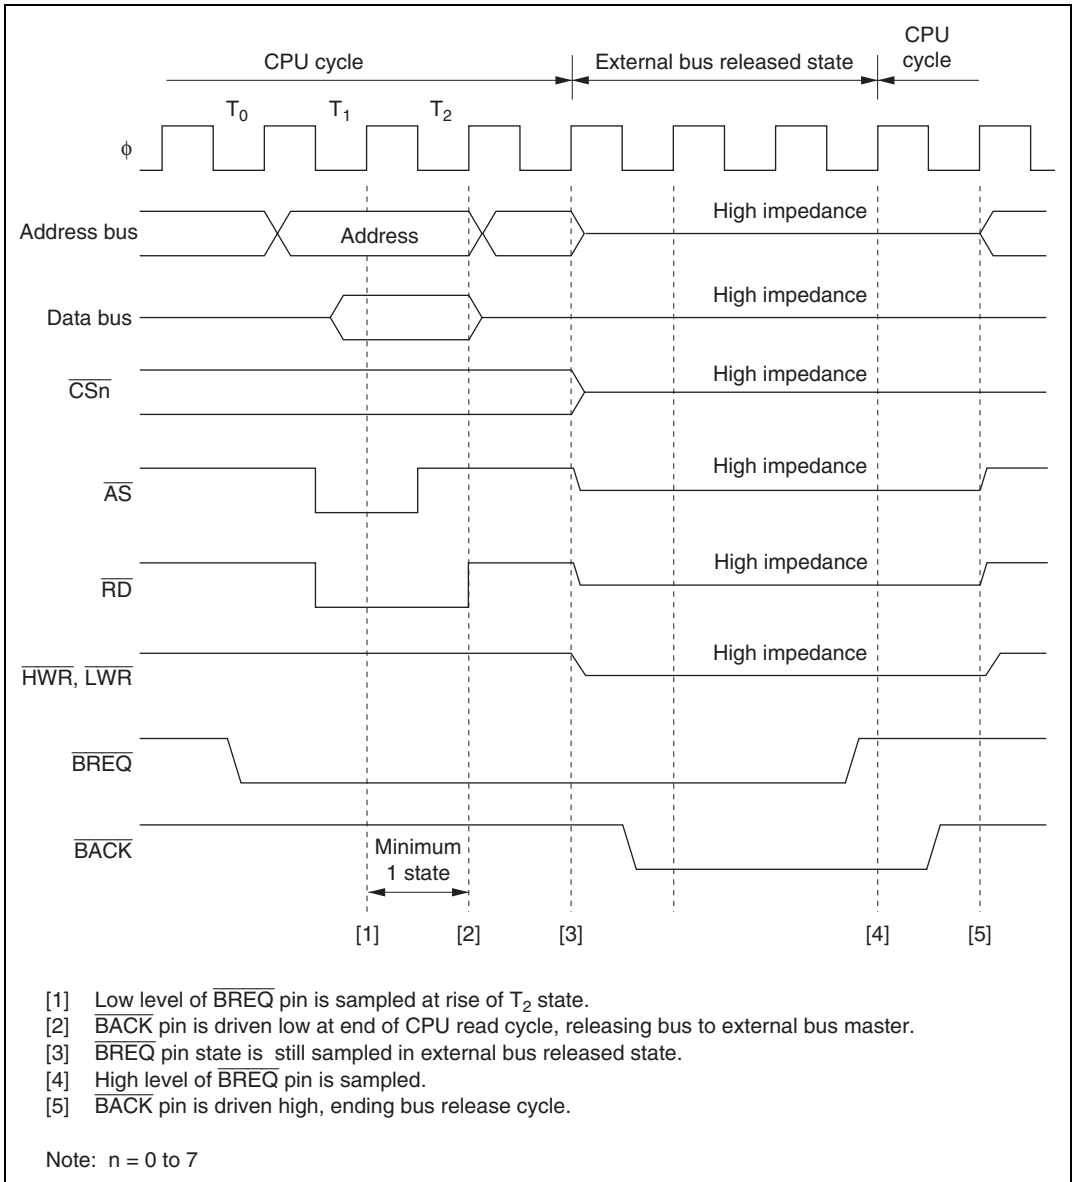 CPU cycle
External bus released state
CPU
cycle
T0 T1 T2
ϕ
Address bus
Address
High impedance
Data bus
High impedance
CSn
High impedance
AS
High impedance
RD
High impedance
HWR, LWR
High impedance
BREQ
BACK
Minimum
1 state
[1] [2] [3] [4] [5]
[1] Low level of BREQ pin is sampled at rise of T2 state.
[2] BACK pin is driven low at end of CPU read cycle, releasing bus to external bus master.
[3] BREQ pin state is still sampled in external bus released state.
[4] High level of BREQ pin is sampled.
[5] BACK pin is driven high, ending bus release cycle.
Note: n = 0 to 7